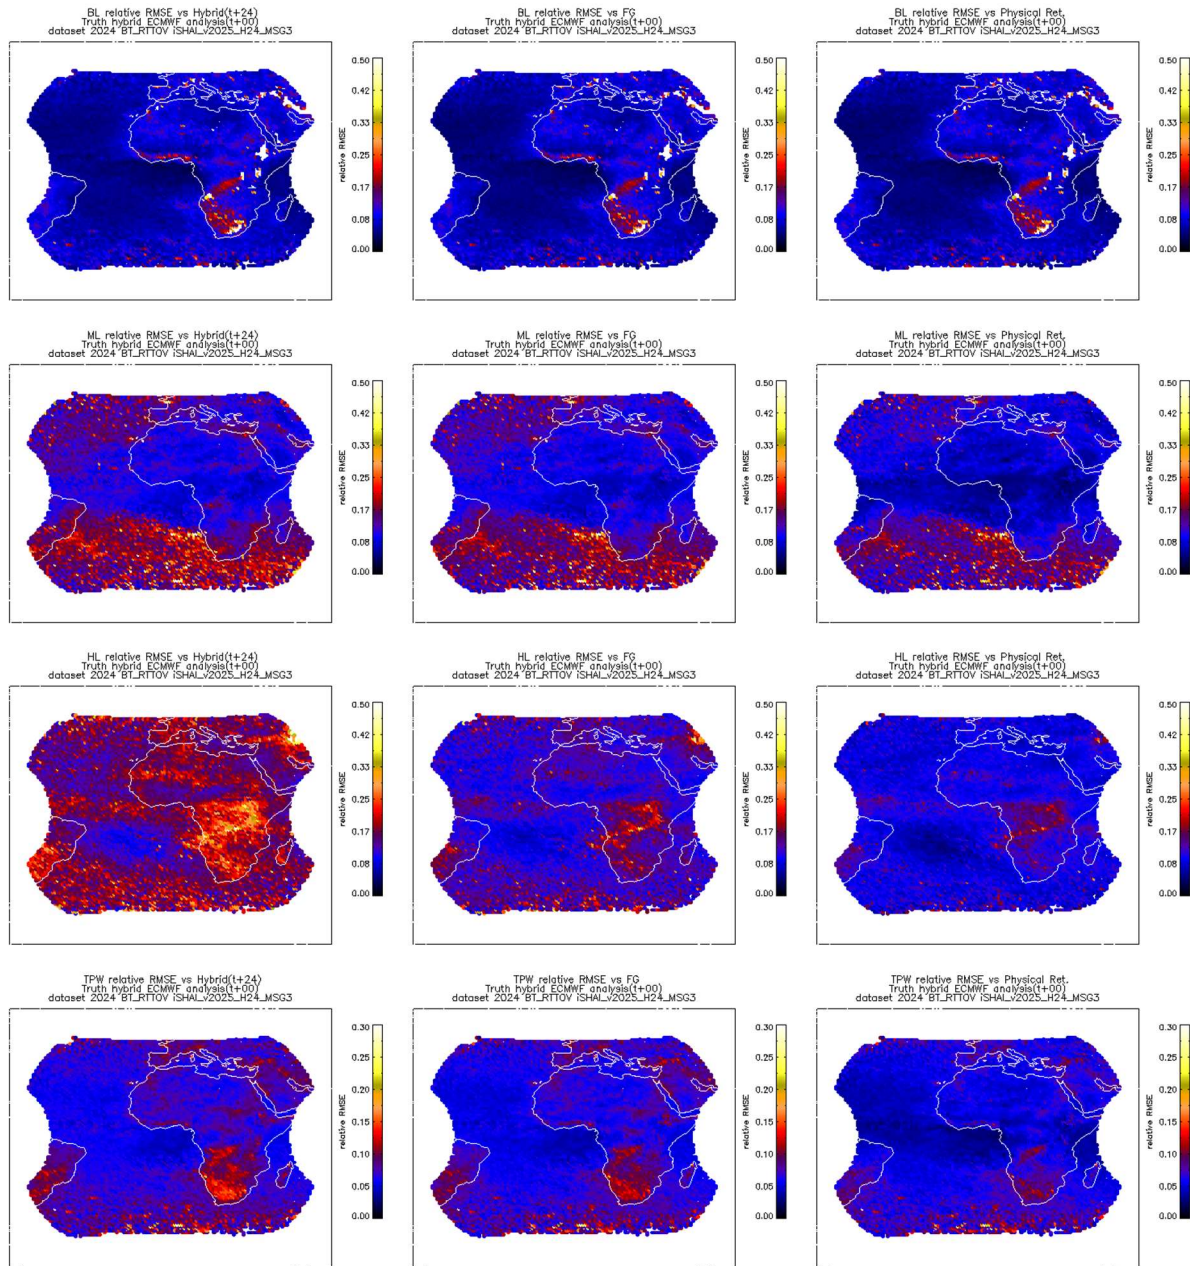 BL relative RMSE vs Hybrid(t+24)
Truth hybrid ECMWF analysis(t+00)
dataset 2024 BT_RTTOV iSHAI_v2025_H24_MSG3
0.50
0.42
0.33
0.25
0.17
0.08
0.00
relative RMSE
BL relative RMSE vs FG
Truth hybrid ECMWF analysis(t+00)
dataset 2024 BT_RTTOV iSHAI_v2025_H24_MSG3
0.50
0.42
0.33
0.25
0.17
0.08
0.00
relative RMSE
BL relative RMSE vs Physical Ret.
Truth hybrid ECMWF analysis(t+00)
dataset 2024 BT_RTTOV iSHAI_v2025_H24_MSG3
0.50
0.42
0.33
0.25
0.17
0.08
0.00
relative RMSE
ML relative RMSE vs Hybrid(t+24)
Truth hybrid ECMWF analysis(t+00)
dataset 2024 BT_RTTOV iSHAI_v2025_H24_MSG3
0.50
0.42
0.33
0.25
0.17
0.08
0.00
relative RMSE
ML relative RMSE vs FG
Truth hybrid ECMWF analysis(t+00)
dataset 2024 BT_RTTOV iSHAI_v2025_H24_MSG3
0.50
0.42
0.33
0.25
0.17
0.08
0.00
relative RMSE
ML relative RMSE vs Physical Ret.
Truth hybrid ECMWF analysis(t+00)
dataset 2024 BT_RTTOV iSHAI_v2025_H24_MSG3
0.50
0.42
0.33
0.25
0.17
0.08
0.00
relative RMSE
HL relative RMSE vs Hybrid(t+24)
Truth hybrid ECMWF analysis(t+00)
dataset 2024 BT_RTTOV iSHAI_v2025_H24_MSG3
0.50
0.42
0.33
0.25
0.17
0.08
0.00
relative RMSE
HL relative RMSE vs FG
Truth hybrid ECMWF analysis(t+00)
dataset 2024 BT_RTTOV iSHAI_v2025_H24_MSG3
0.50
0.42
0.33
0.25
0.17
0.08
0.00
relative RMSE
HL relative RMSE vs Physical Ret.
Truth hybrid ECMWF analysis(t+00)
dataset 2024 BT_RTTOV iSHAI_v2025_H24_MSG3
0.50
0.42
0.33
0.25
0.17
0.08
0.00
relative RMSE
TPW relative RMSE vs Hybrid(t+24)
Truth hybrid ECMWF analysis(t+00)
dataset 2024 BT_RTTOV iSHAI_v2025_H24_MSG3
0.30
0.25
0.20
0.15
0.10
0.05
0.00
relative RMSE
TPW relative RMSE vs FG
Truth hybrid ECMWF analysis(t+00)
dataset 2024 BT_RTTOV iSHAI_v2025_H24_MSG3
0.30
0.25
0.20
0.15
0.10
0.05
0.00
relative RMSE
TPW relative RMSE vs Physical Ret.
Truth hybrid ECMWF analysis(t+00)
dataset 2024 BT_RTTOV iSHAI_v2025_H24_MSG3
0.30
0.25
0.20
0.15
0.10
0.05
0.00
relative RMSE